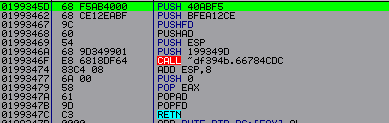 0199345D 68 F5AB4000 PUSH 40ABF5
01993462 68 CE12EABF PUSH BFEA12CE
01993467 9C PUSHFD
01993468 60 PUSHAD
01993469 54 PUSH ESP
0199346A 68 9D349901 PUSH 199349D
0199346F E8 6818DF64 CALL ~df394b.66784CDC
01993474 83C4 08 ADD ESP,8
01993477 6A 00 PUSH 0
01993479 58 POP EAX
0199347A 61 POPAD
0199347B 9D POPFD
0199347C C3 RETN